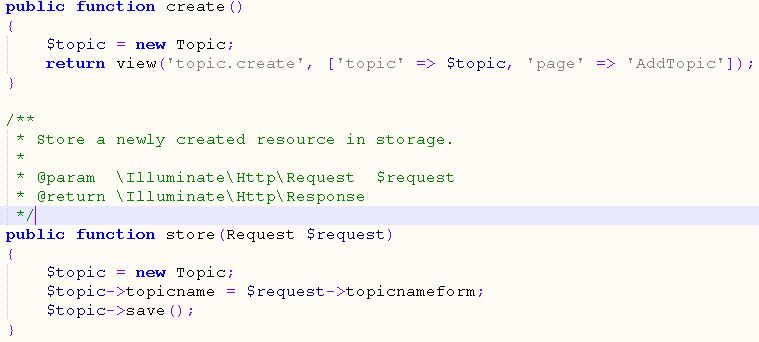 public function create()
{
    $topic = new Topic;
    return view('topic.create', ['topic' => $topic, 'page' => 'AddTopic']);
}
/**
 * Store a newly created resource in storage.
 *
 * @param  \Illuminate\Http\Request  $request
 * @return \Illuminate\Http\Response
 */
public function store(Request $request)
{
    $topic = new Topic;
    $topic->topicname = $request->topicnameform;
    $topic->save();
}